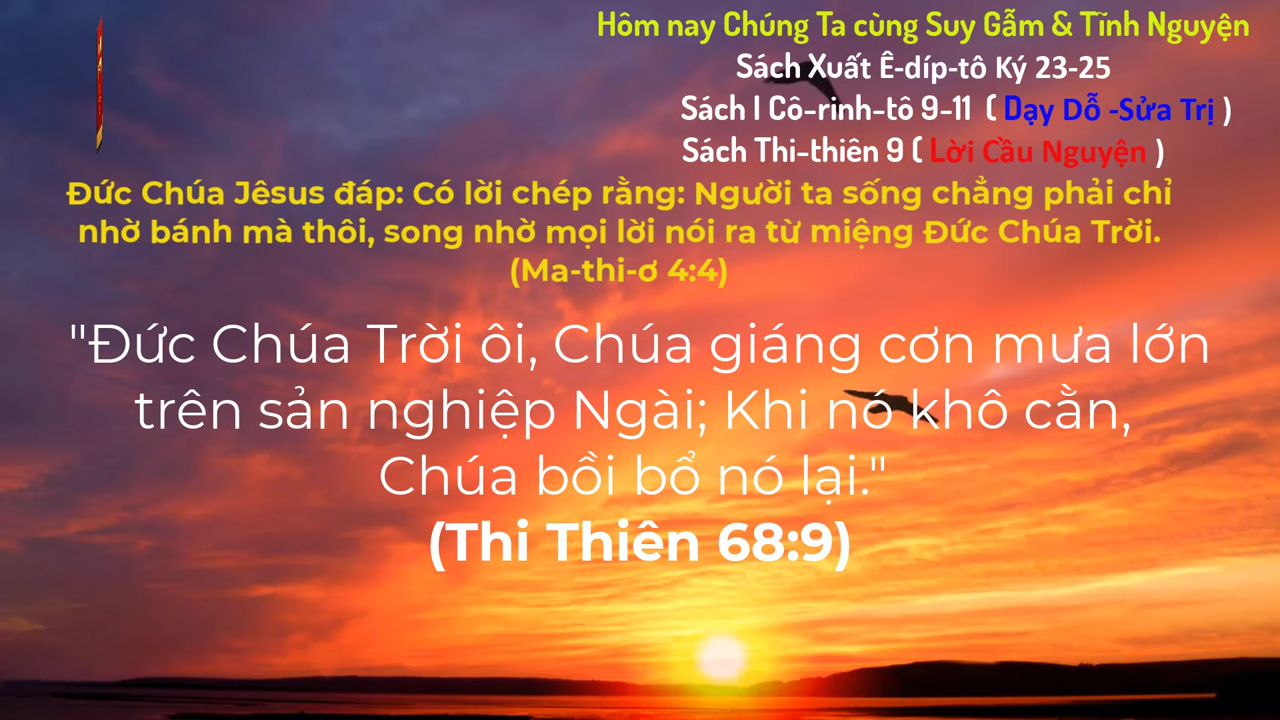 Hôm nay Chúng Ta cùng Suy Gẫm & Tĩnh Nguyện
Sách Xuất Ê-díp-tô Ký 23-25
Sách I Cô-rinh-tô 9-11 ( Dạy Dỗ -Sửa Trị )
Sách Thi-thiên 9 ( Lời Cầu Nguyện )
Đức Chúa Jêsus đáp: Có lời chép rằng: Người ta sống chẳng phải chỉ
nhờ bánh mà thôi, song nhờ mọi lời nói ra từ miệng Đức Chúa Trời.
(Ma-thi-ơ 4:4)
"Đức Chúa Trời ôi, Chúa giáng cơn mưa lớn
trên sản nghiệp Ngài; Khi nó khô cằn,
Chúa bồi bổ nó lại."
(Thi Thiên 68:9)